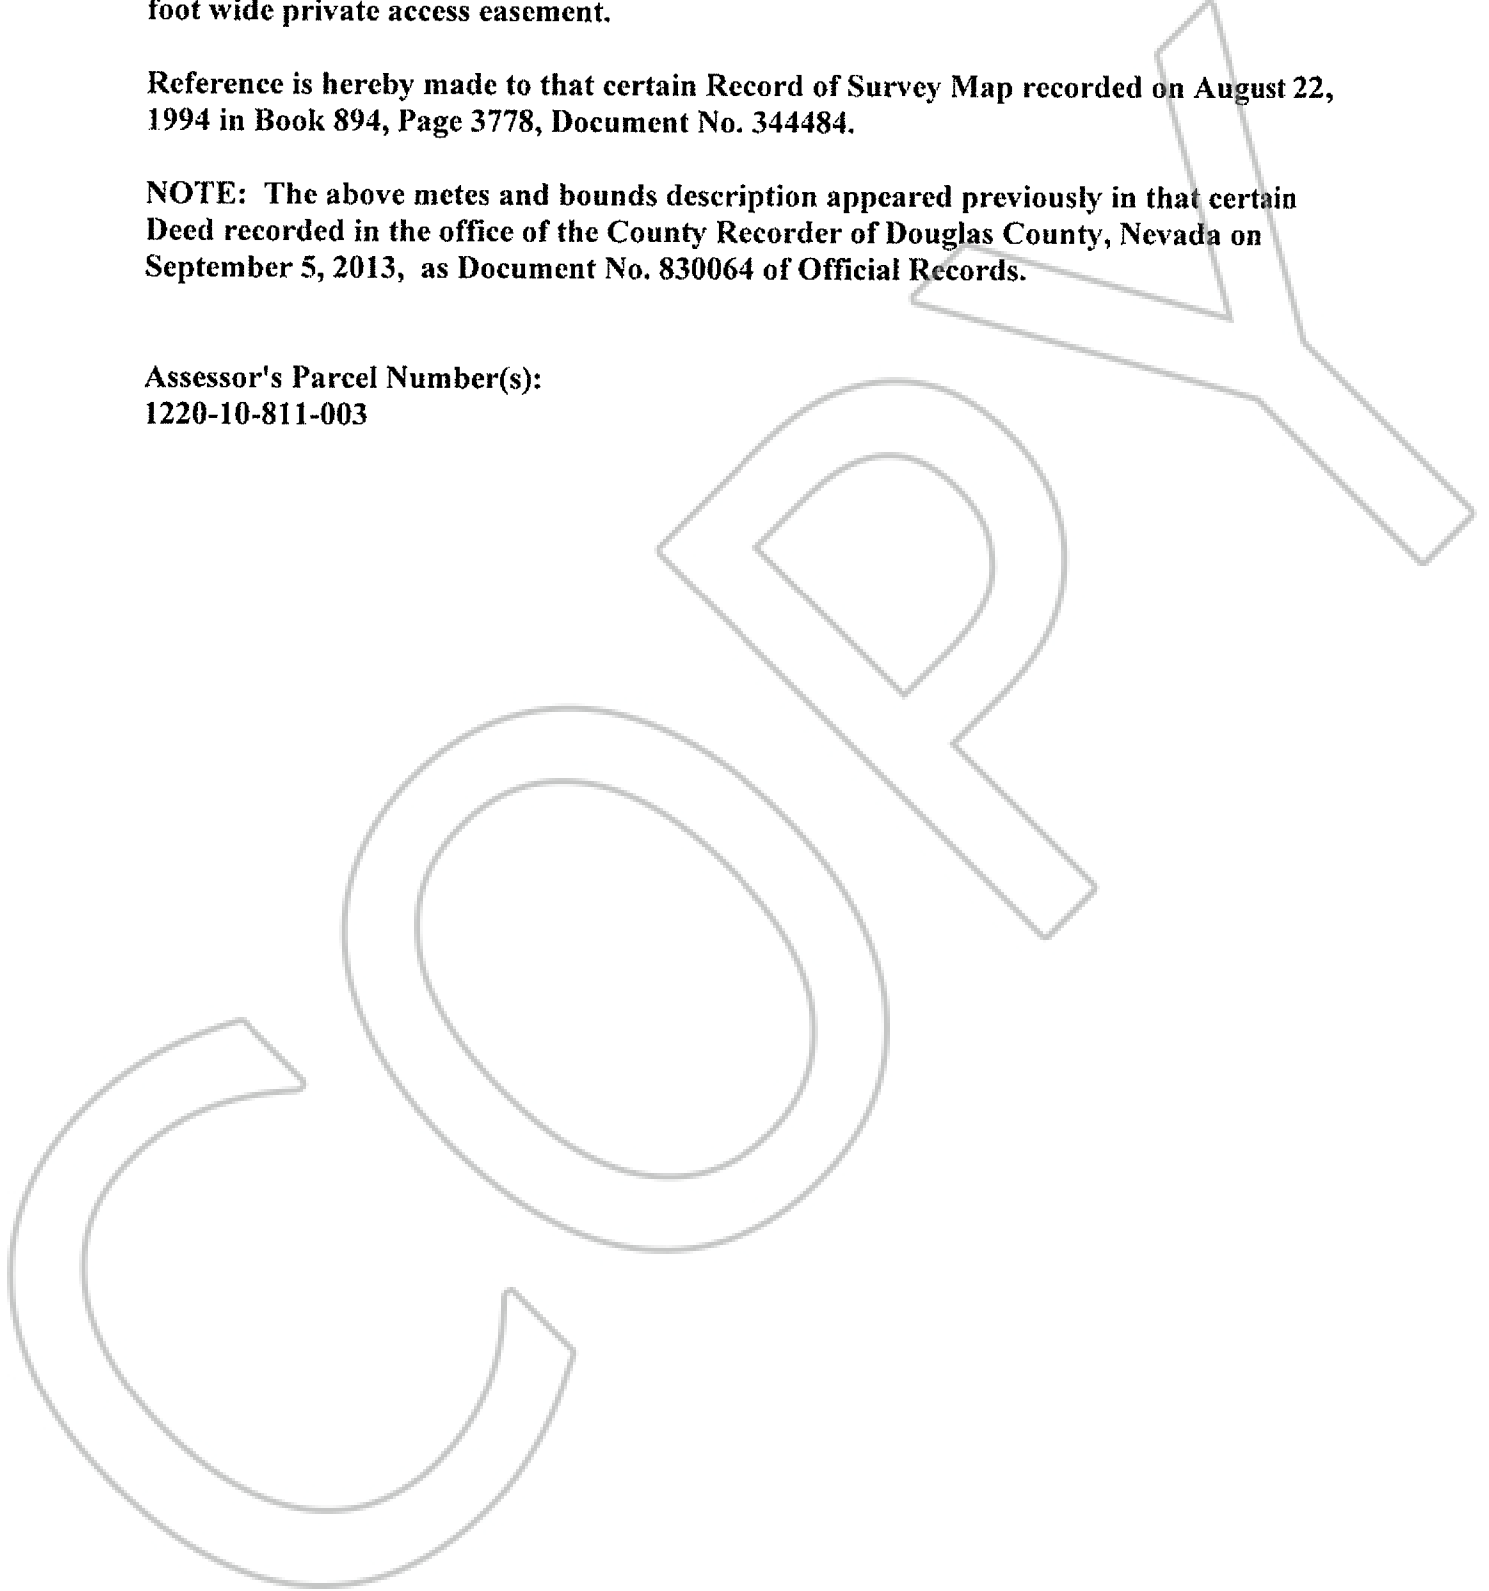 foot wide private access easement.
Reference is hereby made to that certain Record of Survey Map recorded on August 22,
1994 in Book 894, Page 3778, Document No. 344484.
NOTE:  The above metes and bounds description appeared previously in that certain
Deed recorded in the office of the County Recorder of Douglas County, Nevada on
September 5, 2013,  as Document No. 830064 of Official Records.
Assessor's Parcel Number(s):
1220-10-811-003
COPY